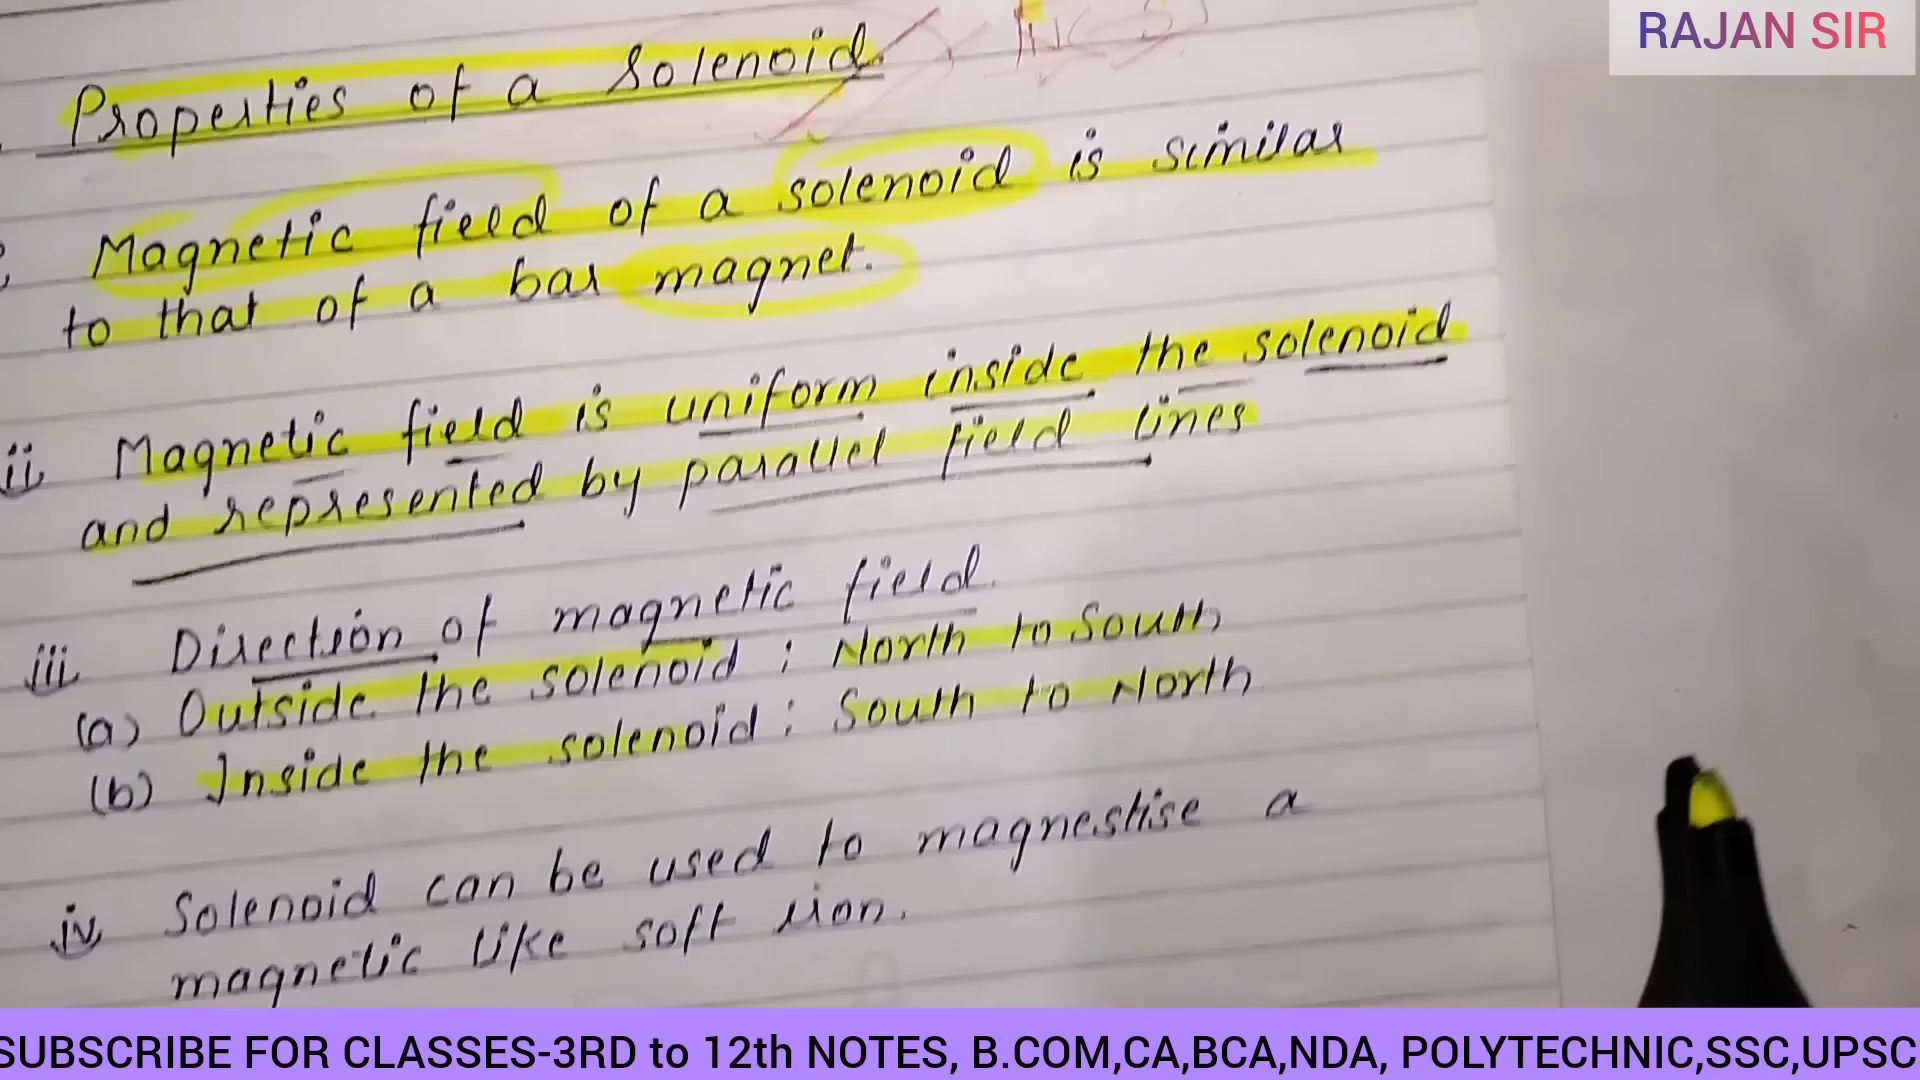 RAJAN SIR
Properties of a Solenoid
Magnetic field of a solenoid is similar
to that of a bar magnet.
ii, Magnetic field is uniform inside the solenoid
and represented by parallel field lines
iii, Direction of magnetic field.
(a) Outside the solenoid : North to South
(b) Inside the solenoid : South to North
iv, Solenoid can be used to magnestise a
magnetic like soft iron.
SUBSCRIBE FOR CLASSES-3RD to 12th NOTES, B.COM,CA,BCA,NDA, POLYTECHNIC,SSC,UPSC